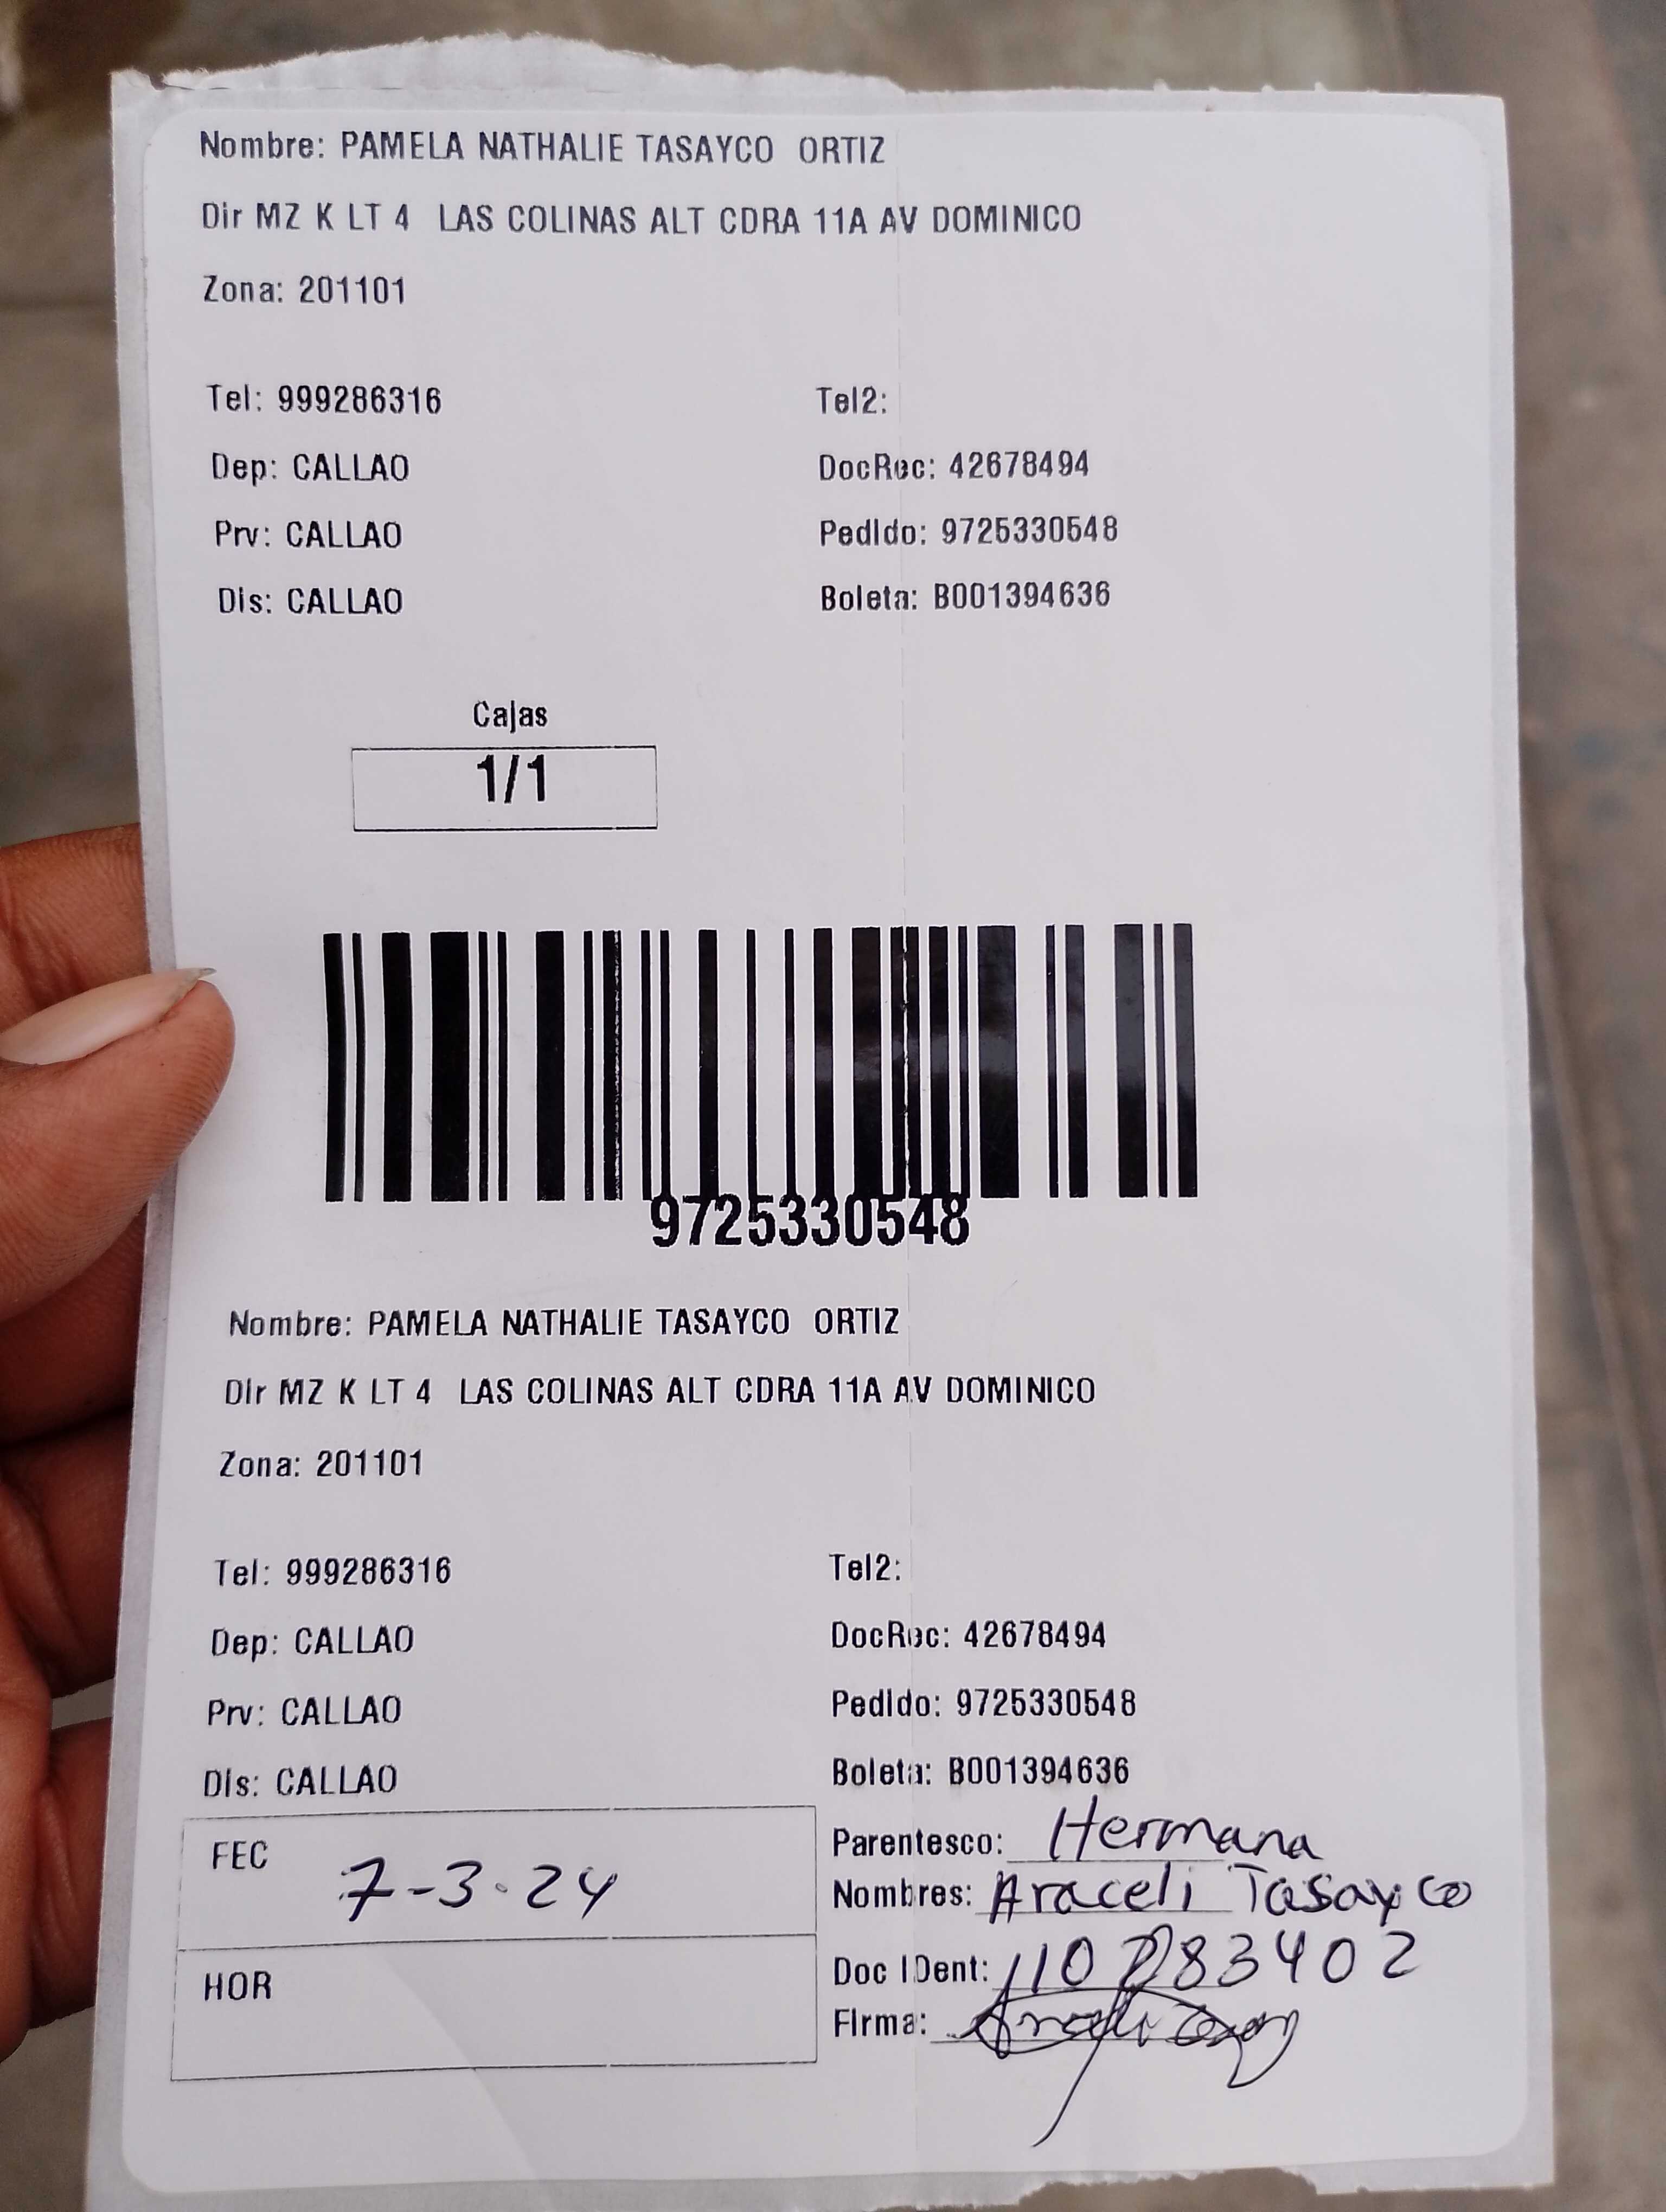 Nombre: PAMELA NATHALIE TASAYCO ORTIZ
Dir MZ K LT 4 LAS COLINAS ALT CDRA 11A AV DOMINICO
Zona: 201101
Tel: 999286316 Tel2:
Dep: CALLAO DocRec: 42678494
Prv: CALLAO Pedido: 9725330548
Dis: CALLAO Boleta: B001394636
Cajas
1/1
9725330548
Nombre: PAMELA NATHALIE TASAYCO ORTIZ
Dir MZ K LT 4 LAS COLINAS ALT CDRA 11A AV DOMINICO
Zona: 201101
Tel: 999286316 Tel2:
Dep: CALLAO DocRec: 42678494
Prv: CALLAO Pedido: 9725330548
Dis: CALLAO Boleta: B001394636
FEC 7-3-24
Parentesco: Hermana
Nombres: Araceli Tasayco
HOR
Doc IDent:
Firma: